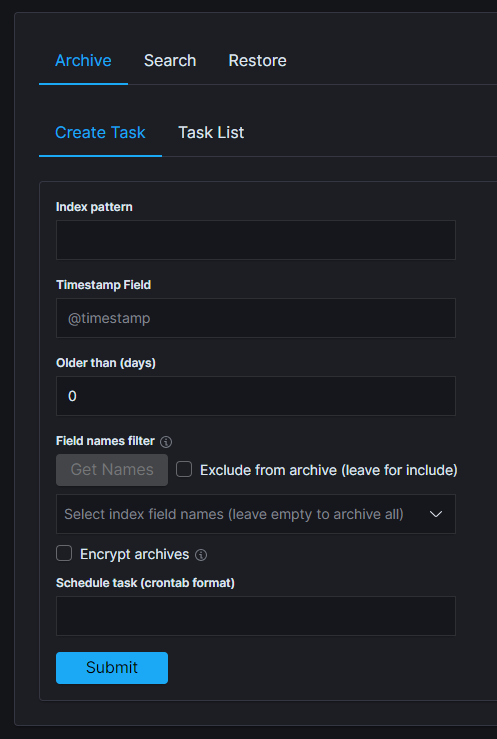 Archive Search Restore
Create Task Task List
Index pattern
Timestamp Field
@timestamp
Older than (days)
0
Field names filter
Get Names Exclude from archive (leave for include)
Select index field names (leave empty to archive all)
Encrypt archives
Schedule task (crontab format)
Submit